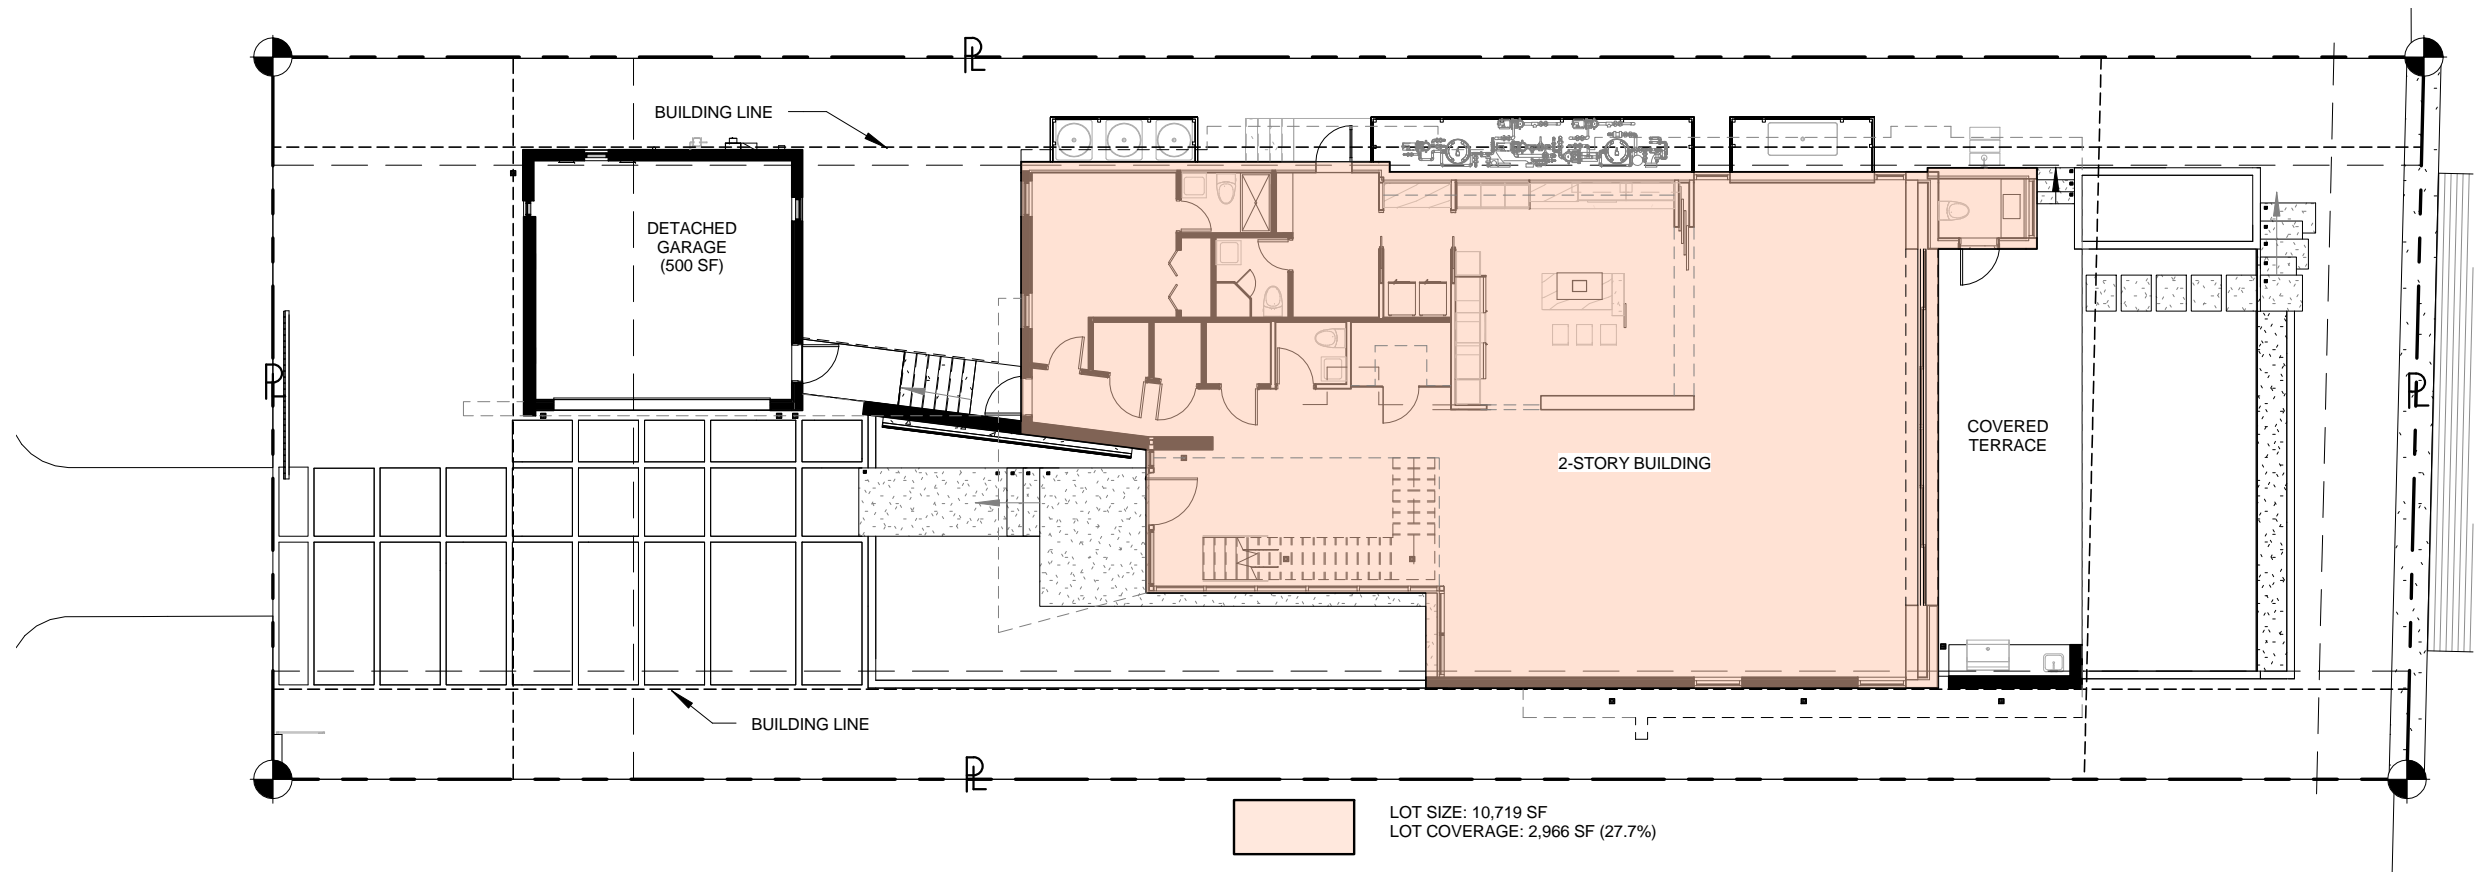 PL
BUILDING LINE
DETACHED
GARAGE
(500 SF)
PL
PL
COVERED
TERRACE
2-STORY BUILDING
BUILDING LINE
PL
LOT SIZE: 10,719 SF
LOT COVERAGE: 2,966 SF (27.7%)